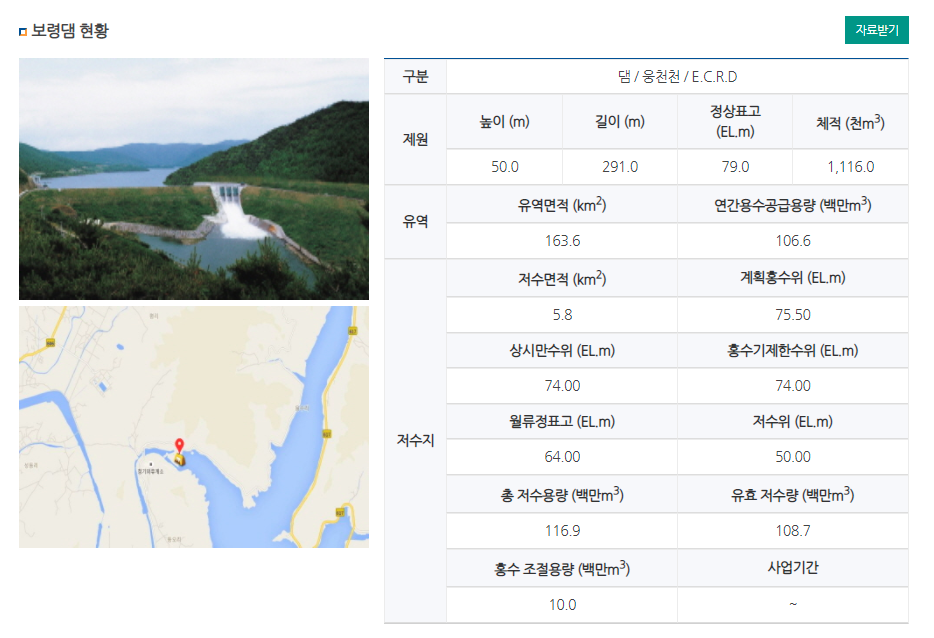 보령댐 현황
자료받기
구분
댐 / 웅천천 / E.C.R.D
제원
높이 (m)
길이 (m)
정상표고
(EL.m)
체적 (천m³)
50.0
291.0
79.0
1,116.0
유역
유역면적 (km²)
연간용수공급용량 (백만m³)
163.6
106.6
저수지
저수면적 (km²)
계획홍수위 (EL.m)
5.8
75.50
상시만수위 (EL.m)
홍수기제한수위 (EL.m)
74.00
74.00
월류정표고 (EL.m)
저수위 (EL.m)
64.00
50.00
총 저수용량 (백만m³)
유효 저수량 (백만m³)
116.9
108.7
홍수 조절용량 (백만m³)
사업기간
10.0
~